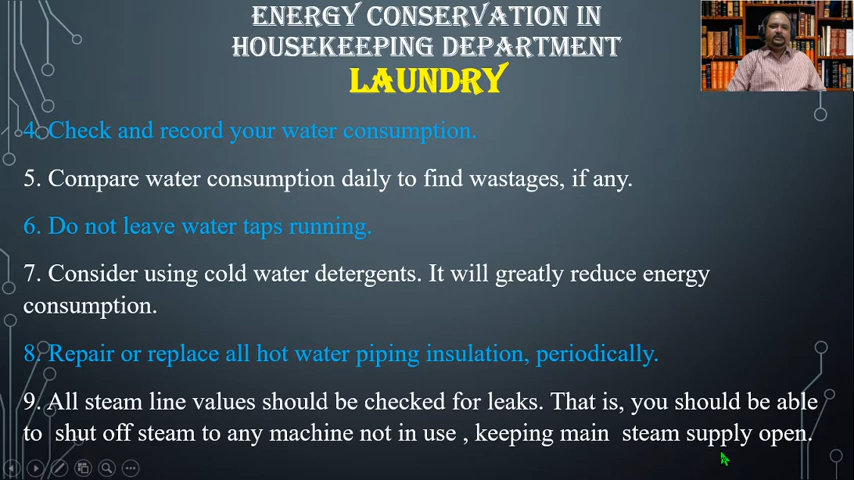 ENERGY CONSERVATION IN
HOUSEKEEPING DEPARTMENT
LAUNDRY
4. Check and record your water consumption.
5. Compare water consumption daily to find wastages, if any.
6. Do not leave water taps running.
7. Consider using cold water detergents. It will greatly reduce energy
consumption.
8. Repair or replace all hot water piping insulation, periodically.
9. All steam line values should be checked for leaks. That is, you should be able
to shut off steam to any machine not in use , keeping main steam supply open.